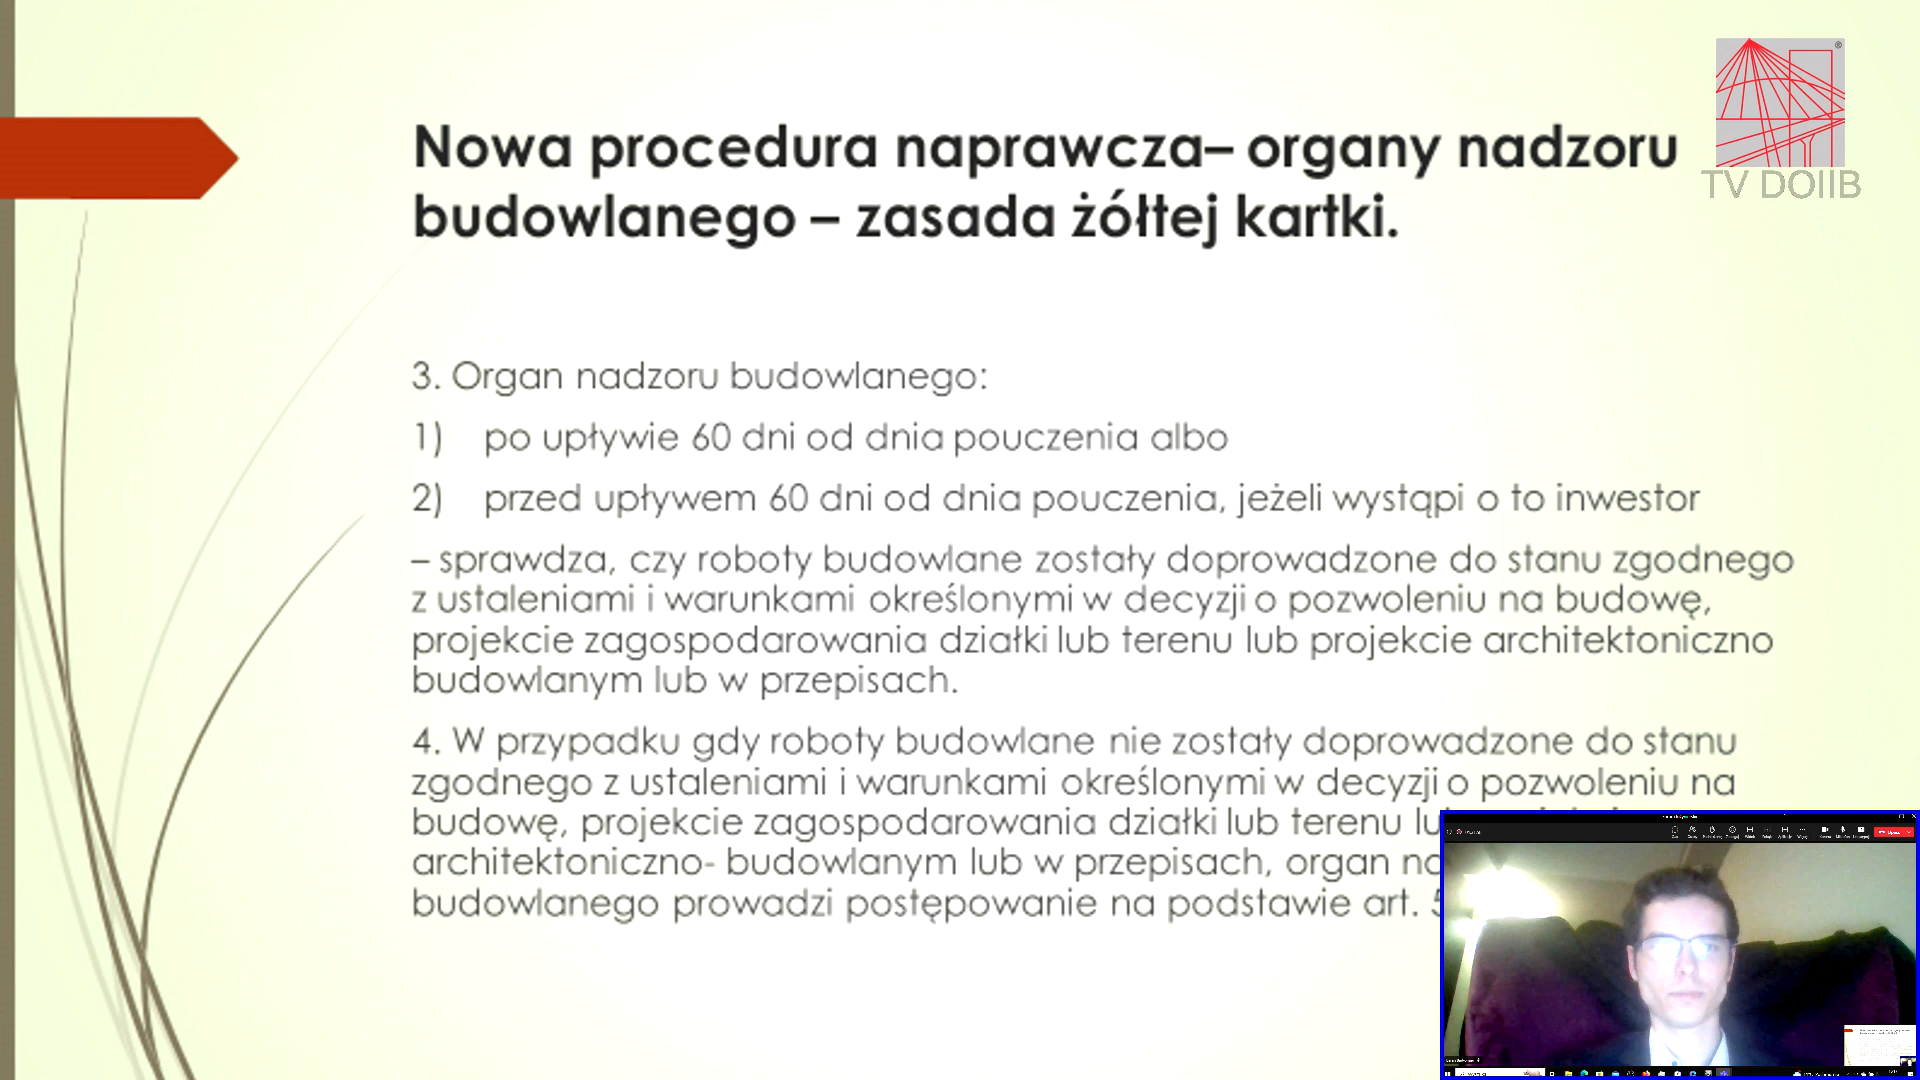 Nowa procedura naprawcza– organy nadzoru
budowlanego – zasada żółtej kartki.
®
TV DOIIB
3. Organ nadzoru budowlanego:
1) po upływie 60 dni od dnia pouczenia albo
2) przed upływem 60 dni od dnia pouczenia, jeżeli wystąpi o to inwestor
– sprawdza, czy roboty budowlane zostały doprowadzone do stanu zgodnego
z ustaleniami i warunkami określonymi w decyzji o pozwoleniu na budowę,
projekcie zagospodarowania działki lub terenu lub projekcie architektoniczno
budowlanym lub w przepisach.
4. W przypadku gdy roboty budowlane nie zostały doprowadzone do stanu
zgodnego z ustaleniami i warunkami określonymi w decyzji o pozwoleniu na
budowę, projekcie zagospodarowania działki lub terenu
architektoniczno- budowlanym lub w przepisach, organ
budowlanego prowadzi postępowanie na podstawie art.